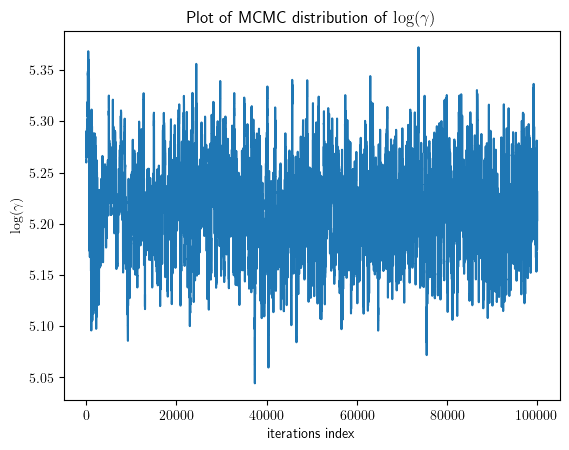 Plot of MCMC distribution of log(γ)
log(γ)
5.35
5.30
5.25
5.20
5.15
5.10
5.05
0 20000 40000 60000 80000 100000
iterations index